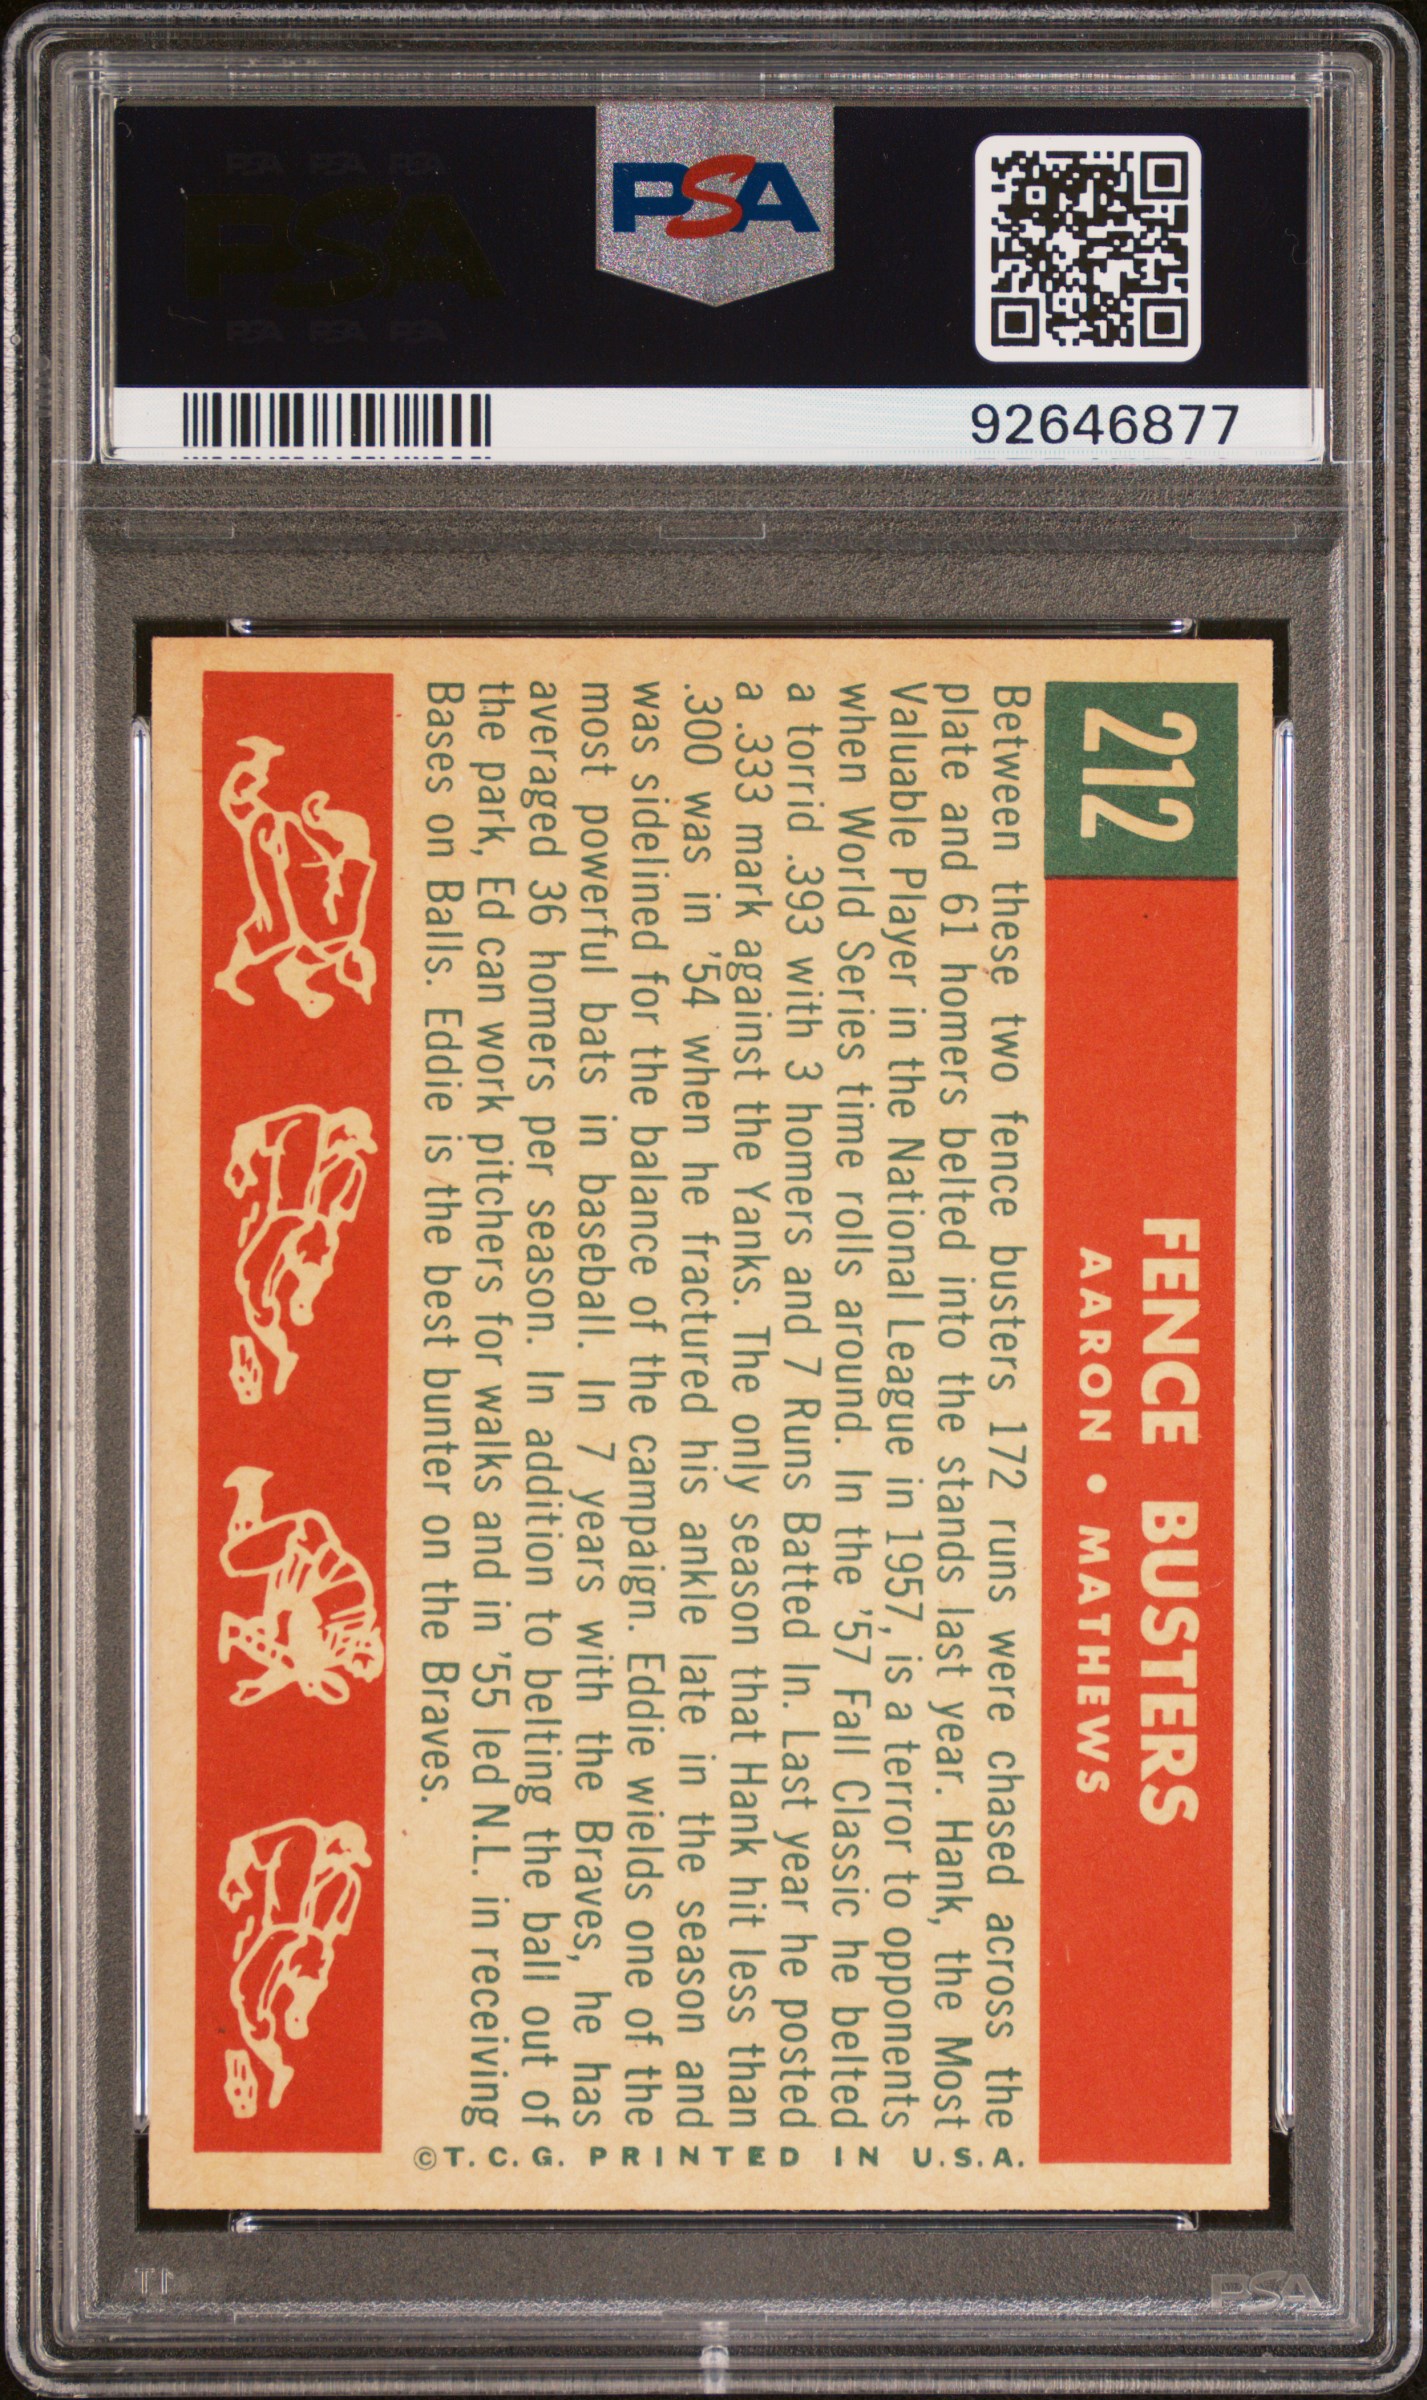 PSA PSA PSA
PSA
PSA PSA PSA
PSA
92646877
212
FENCE BUSTERS
AARON • MATHEWS
Between these two fence busters 172 runs were chased across the
plate and 61 homers belted into the stands last year. Hank, the Most
Valuable Player in the National League in 1957, is a terror to opponents
when World Series time rolls around. In the '57 Fall Classic he belted
a torrid .393 with 3 homers and 7 Runs Batted In. Last year he posted
a .333 mark against the Yanks. The only season that Hank hit less than
.300 was in '54 when he fractured his ankle late in the season and
was sidelined for the balance of the campaign. Eddie wields one of the
most powerful bats in baseball. In 7 years with the Braves, he has
averaged 36 homers per season. In addition to belting the ball out of
the park, Ed can work pitchers for walks and in '55 led N.L. in receiving
Bases on Balls. Eddie is the best bunter on the Braves.
©T.C.G. PRINTED IN U.S.A.
PSA